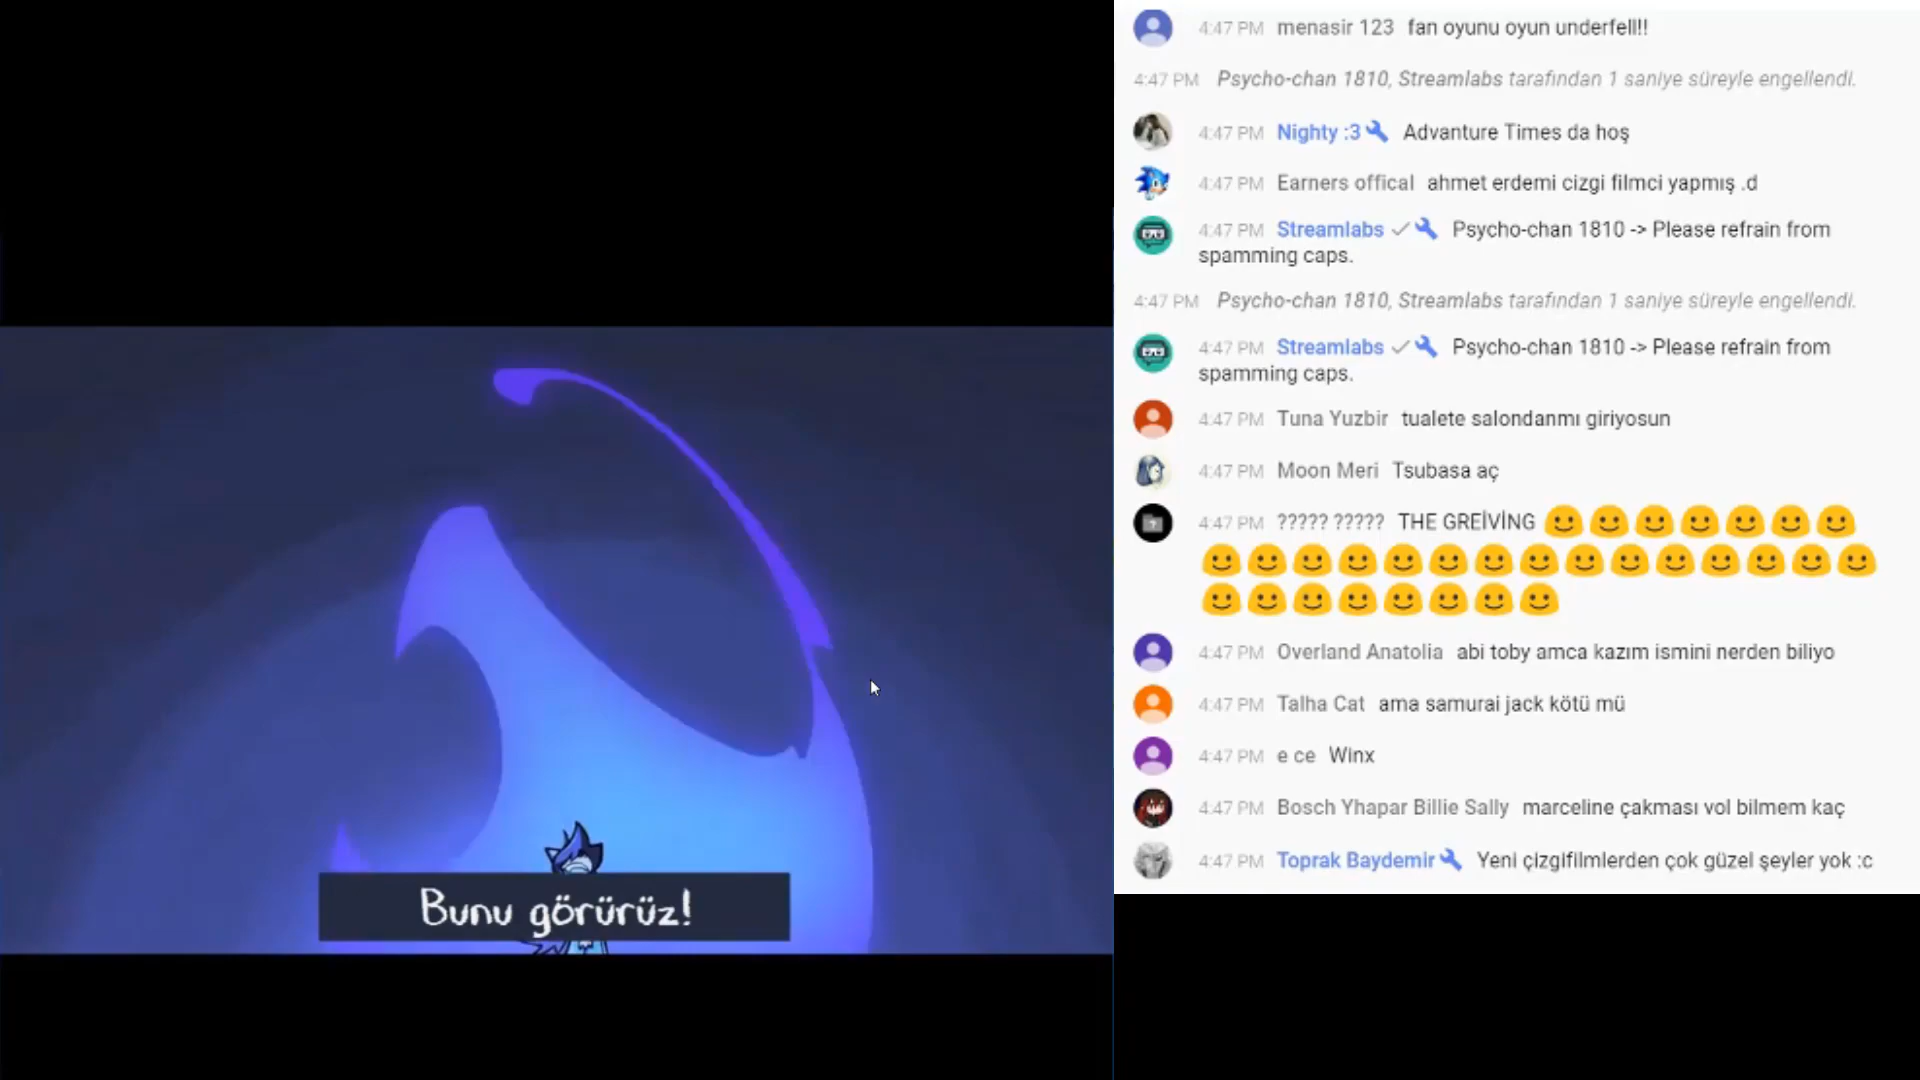 4:47 PM menasir 123 fan oyunu oyun underfell!!
4:47 PM Psycho-chan 1810, Streamlabs tarafından 1 saniye süreyle engellendi.
4:47 PM Nighty :3 Advanture Times da hoş
4:47 PM Earners offical ahmet erdemi cizgi filmci yapmış .d
4:47 PM Streamlabs Psycho-chan 1810 -> Please refrain from
spamming caps.
4:47 PM Psycho-chan 1810, Streamlabs tarafından 1 saniye süreyle engellendi.
4:47 PM Streamlabs Psycho-chan 1810 -> Please refrain from
spamming caps.
4:47 PM Tuna Yuzbir tualete salondanmı giriyosun
4:47 PM Moon Meri Tsubasa aç
4:47 PM ????? ????? THE GREİVİNG
4:47 PM Overland Anatolia abi toby amca kazım ismini nerden biliyo
4:47 PM Talha Cat ama samurai jack kötü mü
4:47 PM e ce Winx
4:47 PM Bosch Yhapar Billie Sally marceline çakması vol bilmem kaç
4:47 PM Toprak Baydemir Yeni çizgifilmlerden çok güzel şeyler yok :c
Bunu görürüz!